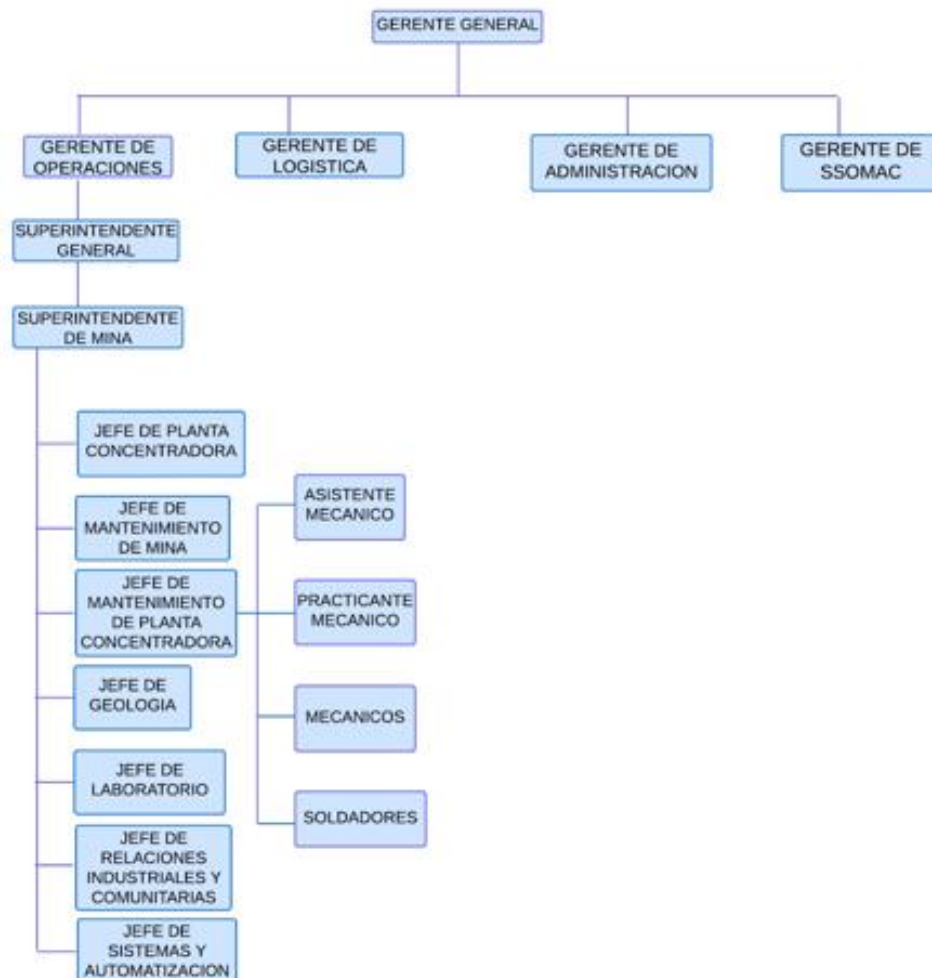 GERENTE GENERAL
GERENTE DE
OPERACIONES
GERENTE DE
LOGISTICA
GERENTE DE
ADMINISTRACION
GERENTE DE
SSOMAC
SUPERINTENDENTE
GENERAL
SUPERINTENDENTE
DE MINA
JEFE DE PLANTA
CONCENTRADORA
JEFE DE
MANTENIMIENTO
DE MINA
JEFE DE
MANTENIMIENTO
DE PLANTA
CONCENTRADORA
ASISTENTE
MECANICO
PRACTICANTE
MECANICO
MECANICOS
SOLDADORES
JEFE DE
GEOLOGIA
JEFE DE
LABORATORIO
JEFE DE
RELACIONES
INDUSTRIALES Y
COMUNITARIAS
JEFE DE
SISTEMAS Y
AUTOMATIZACION